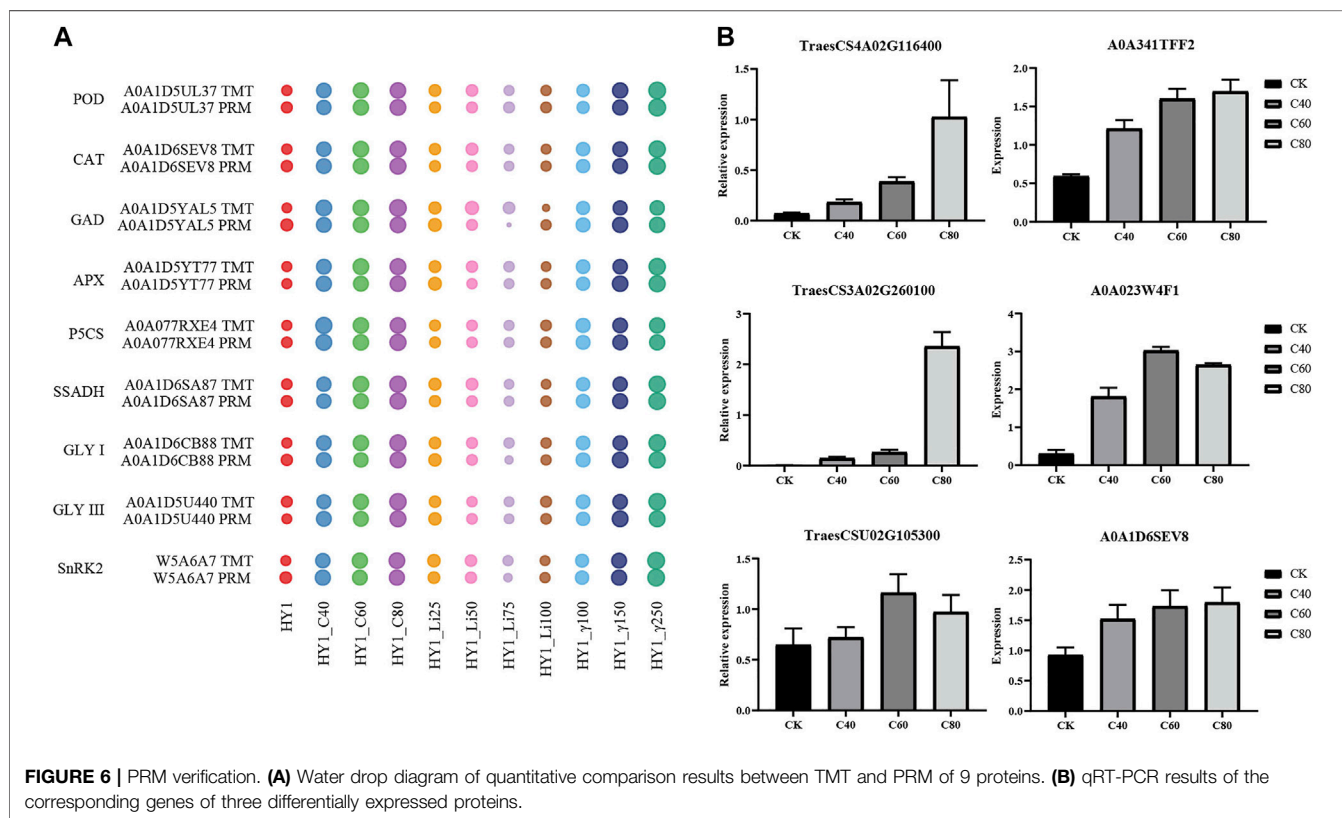 A
POD
A0A1D5UL37 TMT
A0A1D5UL37 PRM
CAT
A0A1D6SEV8 TMT
A0A1D6SEV8 PRM
GAD
A0A1D5YAL5 TMT
A0A1D5YAL5 PRM
APX
A0A1D5YT77 TMT
A0A1D5YT77 PRM
P5CS
A0A077RXE4 TMT
A0A077RXE4 PRM
SSADH
A0A1D6SA87 TMT
A0A1D6SA87 PRM
GLY I
A0A1D6CB88 TMT
A0A1D6CB88 PRM
GLY III
A0A1D5U440 TMT
A0A1D5U440 PRM
SnRK2
W5A6A7 TMT
W5A6A7 PRM
HY1
HY1_C40
HY1_C60
HY1_C80
HY1_Li25
HY1_Li50
HY1_Li75
HY1_Li100
HY1_γ100
HY1_γ150
HY1_γ250
B
TraesCS4A02G116400
Relative expression
1.5
1.0
0.5
0.0
CK C40 C60 C80
A0A341TFF2
Expression
2.0
1.5
1.0
0.5
0.0
CK C40 C60 C80
CK
C40
C60
C80
TraesCS3A02G260100
Relative expression
3
2
1
0
CK C40 C60 C80
A0A023W4F1
Expression
4
3
2
1
0
CK C40 C60 C80
CK
C40
C60
C80
TraesCSU02G105300
Relative expression
1.5
1.0
0.5
0.0
CK C40 C60 C80
A0A1D6SEV8
Expression
2.5
2.0
1.5
1.0
0.5
0.0
CK C40 C60 C80
CK
C40
C60
C80
FIGURE 6 | PRM verification. (A) Water drop diagram of quantitative comparison results between TMT and PRM of 9 proteins. (B) qRT-PCR results of the
corresponding genes of three differentially expressed proteins.